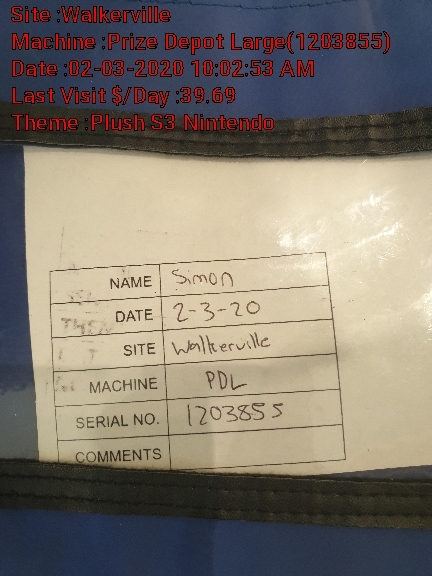 Site :Walkerville
Machine :Prize Depot Large(1203855)
Date :02-03-2020 10:02:53 AM
Last Visit $/Day :39.69
Theme :Plush S3 Nintendo
NAME Simon
DATE 2-3-20
SITE Walkerville
MACHINE PDL
SERIAL NO. 1203855
COMMENTS